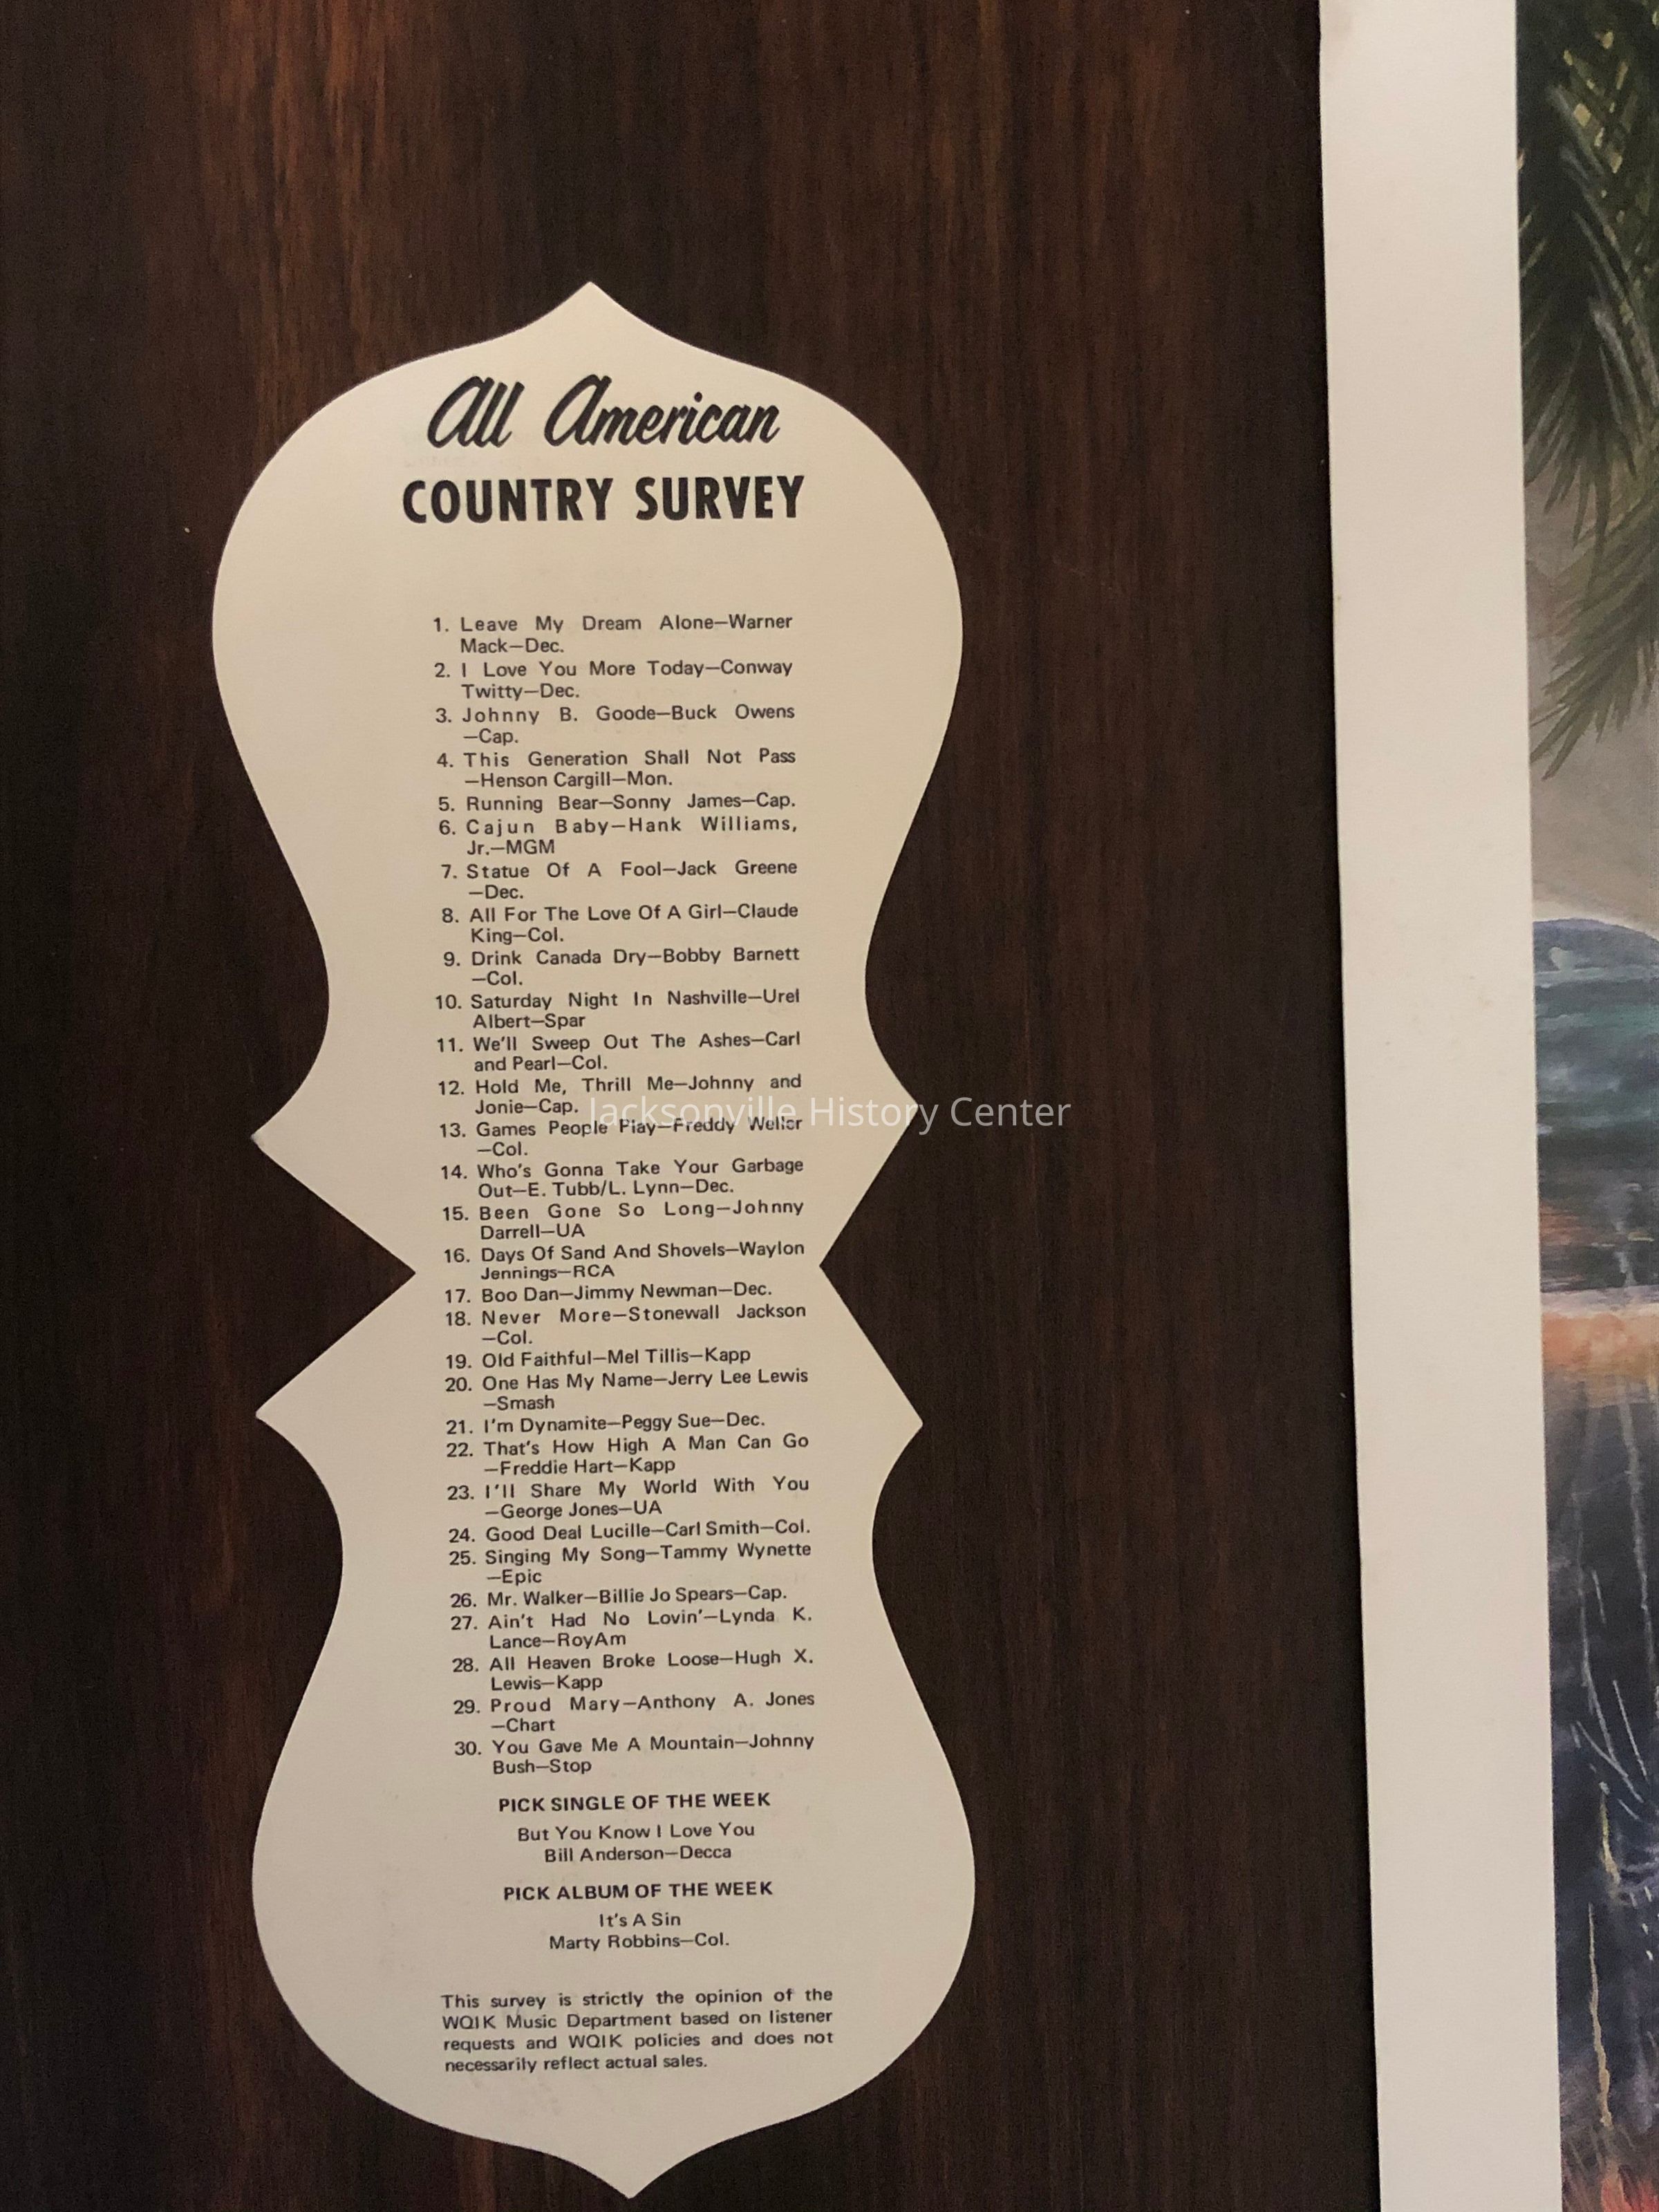 All American
COUNTRY SURVEY
1. Leave My Dream Alone—Warner
Mack—Dec.
2. I Love You More Today—Conway
Twitty—Dec.
3. Johnny B. Goode—Buck Owens
—Cap.
4. This Generation Shall Not Pass
—Henson Cargill—Mon.
5. Running Bear—Sonny James—Cap.
6. Cajun Baby—Hank Williams,
Jr.—MGM
7. Statue Of A Fool—Jack Greene
—Dec.
8. All For The Love Of A Girl—Claude
King—Col.
9. Drink Canada Dry—Bobby Barnett
—Col.
10. Saturday Night In Nashville—Urel
Albert—Spar
11. We'll Sweep Out The Ashes—Carl
and Pearl—Col.
12. Hold Me, Thrill Me—Johnny and
Jonie—Cap.
Jacksonville History Center
13. Games People Play—Freddy Weller
—Col.
14. Who's Gonna Take Your Garbage
Out—E. Tubb/L. Lynn—Dec.
15. Been Gone So Long—Johnny
Darrell—UA
16. Days Of Sand And Shovels—Waylon
Jennings—RCA
17. Boo Dan—Jimmy Newman—Dec.
18. Never More—Stonewall Jackson
—Col.
19. Old Faithful—Mel Tillis—Kapp
20. One Has My Name—Jerry Lee Lewis
—Smash
21. I'm Dynamite—Peggy Sue—Dec.
22. That's How High A Man Can Go
—Freddie Hart—Kapp
23. I'll Share My World With You
—George Jones—UA
24. Good Deal Lucille—Carl Smith—Col.
25. Singing My Song—Tammy Wynette
—Epic
26. Mr. Walker—Billie Jo Spears—Cap.
27. Ain't Had No Lovin'—Lynda K.
Lance—RoyAm
28. All Heaven Broke Loose—Hugh X.
Lewis—Kapp
29. Proud Mary—Anthony A. Jones
—Chart
30. You Gave Me A Mountain—Johnny
Bush—Stop
PICK SINGLE OF THE WEEK
But You Know I Love You
Bill Anderson—Decca
PICK ALBUM OF THE WEEK
It's A Sin
Marty Robbins—Col.
This survey is strictly the opinion of the
WQIK Music Department based on listener
requests and WQIK policies and does not
necessarily reflect actual sales.